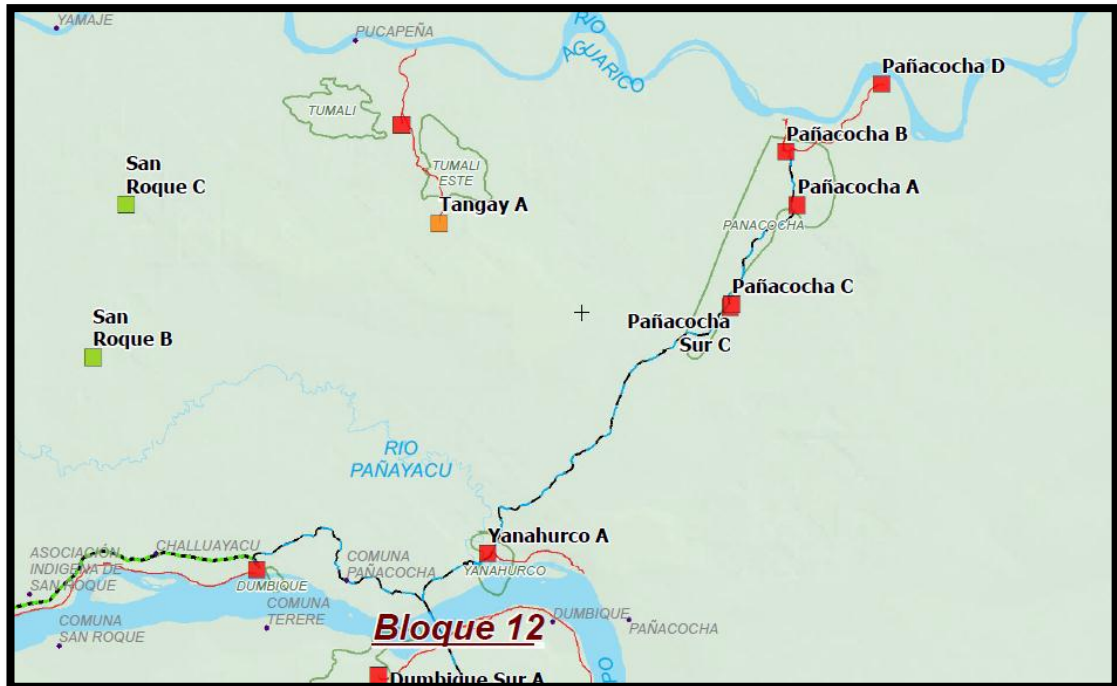 YAMAJE
PUCAPEÑA
RIO
AGUARICO
Pañacocha D
TUMALI
Pañacocha B
San
Roque C
TUMALI
ESTE
Pañacocha A
Tangay A
PANACOCHA
Pañacocha C
San
Roque B
Pañacocha
Sur C
RIO
PAÑAYACU
Yanahurco A
ASOCIACIÓN
INDIGENA DE
SAN ROQUE
CHALLUAYACU
COMUNA
PAÑACOCHA
YANAHURCO
DUMBIQUE
COMUNA
TERERE
COMUNA
SAN ROQUE
Bloque 12
DUMBIQUE
PAÑACOCHA
PO
Dumbique Sur A